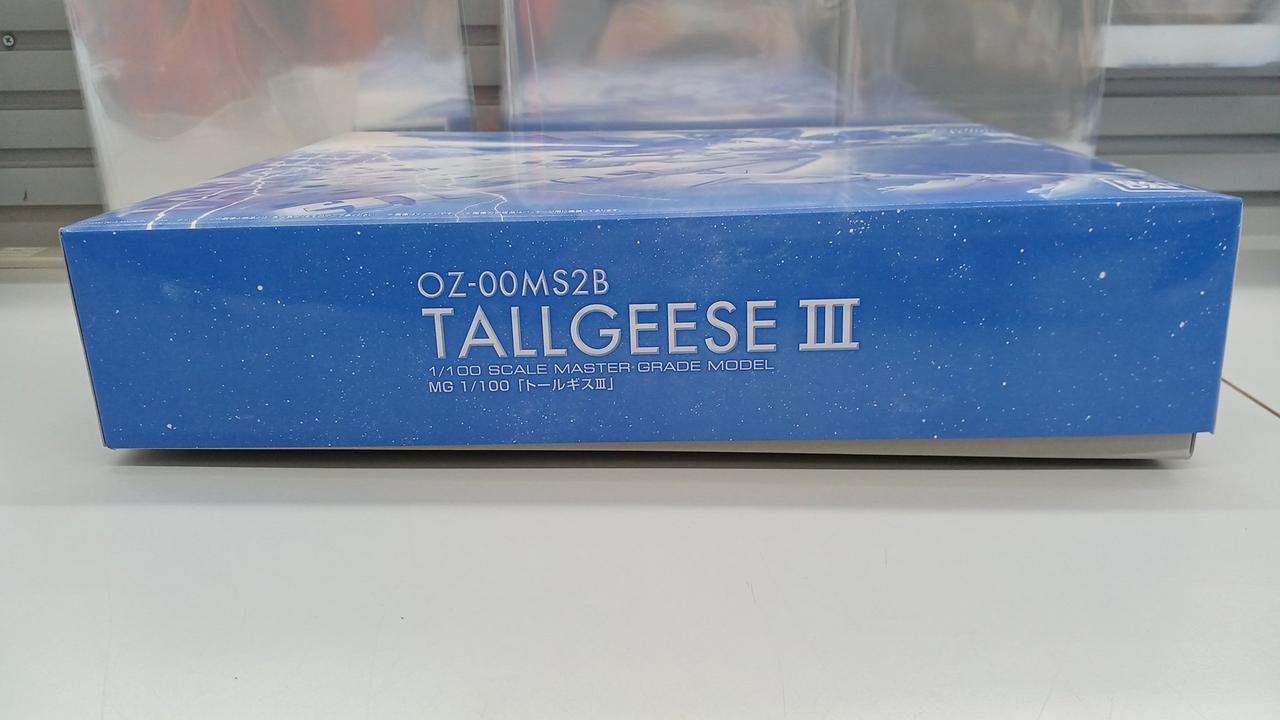 OZ-00MS2B
TALLGEESE III
1/100 SCALE MASTER GRADE MODEL
MG 1/100 「トールギスⅢ」